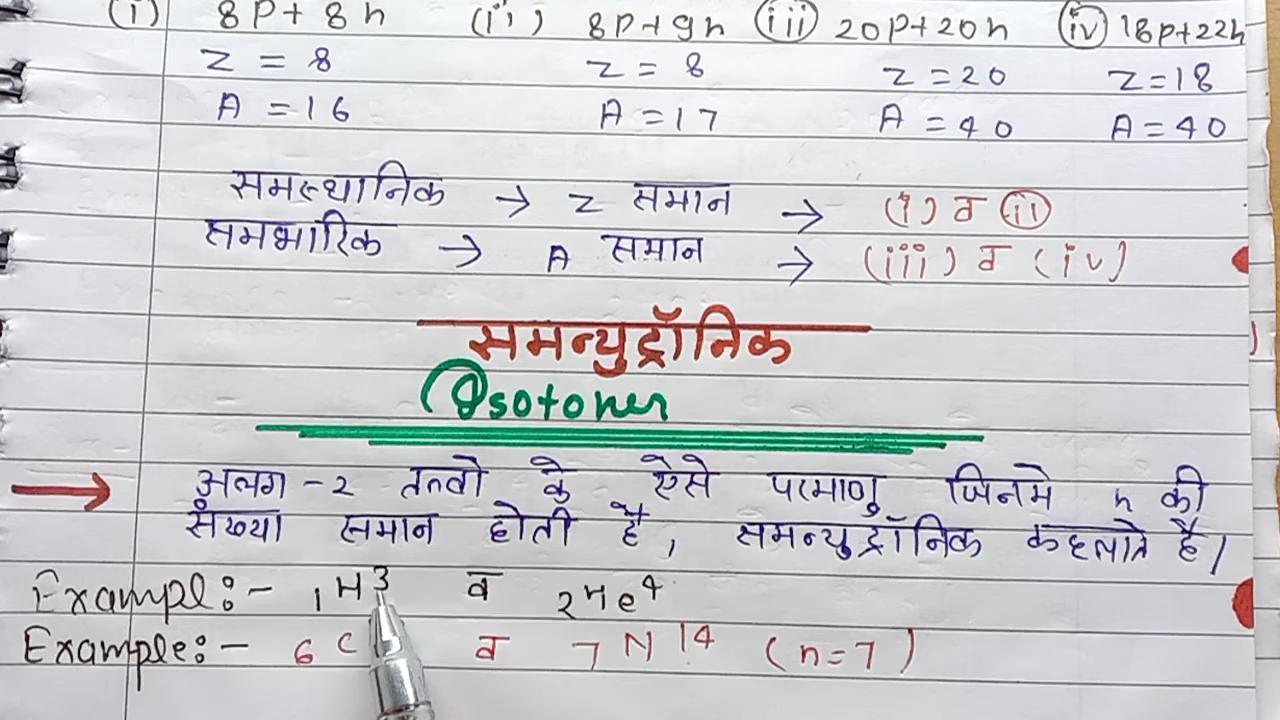 (i) 8p+8n (ii) 8p+9n (iii) 20p+20n (iv) 18p+22n
Z = 8 Z = 8 Z=20 Z=18
A = 16 A = 17 A = 40 A = 40
समस्थानिक → Z समान → (i) व (ii)
समभारिक → A समान → (iii) व (iv)
समन्युट्रॉनिक
Isotones
अलग-2 तत्वो के ऐसे परमाणु जिनमे n की
संख्या समान होती है, समन्युट्रॉनिक कहलाते है।
Example:- 1H3 व 2He4
Example:- 6C व 7N14 (n=7)